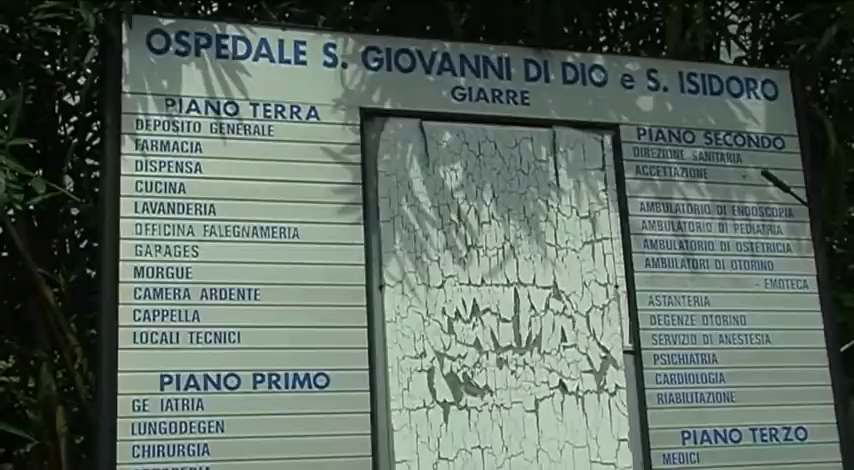 OSPEDALE S. GIOVANNI DI DIO e S. ISIDORO
GIARRE
PIANO TERRA
DEPOSITO GENERALE
FARMACIA
DISPENSA
CUCINA
LAVANDERIA
OFFICINA FALEGNAMERIA
GARAGES
MORGUE
CAMERA ARDENTE
CAPPELLA
LOCALI TECNICI
PIANO PRIMO
GE IATRIA
LUNGODEGEN
CHIRURGIA
PIANO SECONDO
DIREZIONE SANITARIA
ACCETTAZIONE
AMBULATORIO DI ENDOSCOPIA
AMBULATORIO DI PEDIATRIA
AMBULATORIO DI OSTETRICIA
AMBULATORI DI OTORINO
- EMOTECA
ASTANTERIA
DEGENZE OTORINO
SERVIZIO DI ANESTESIA
PSICHIATRIA
CARDIOLOGIA
RIABILITAZIONE
PIANO TERZO
MEDICI